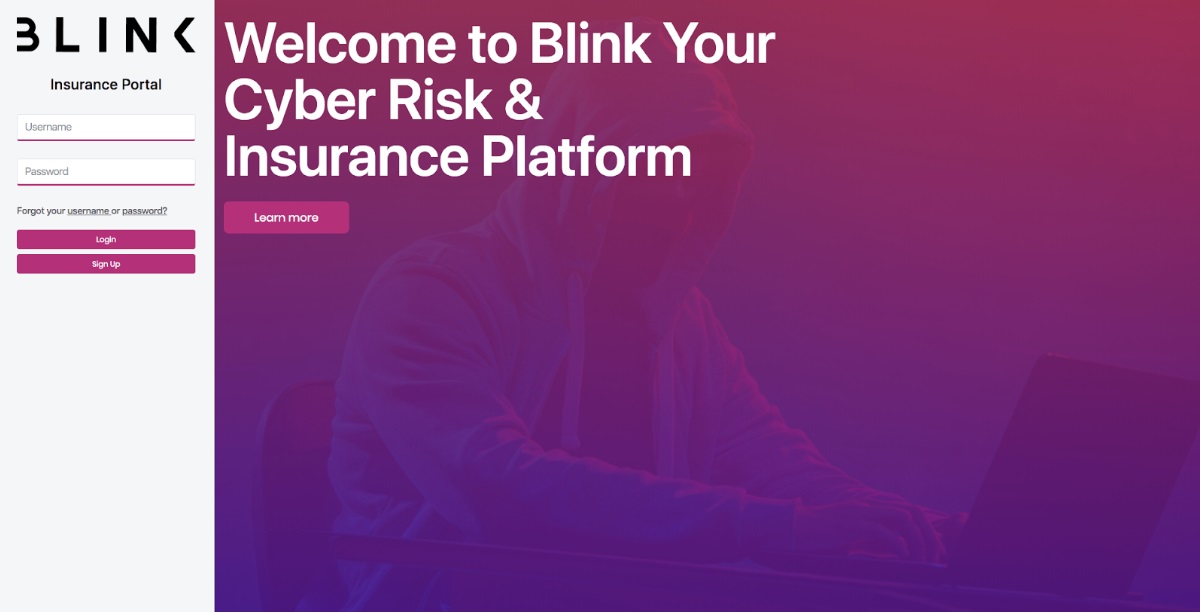 BLINK
Insurance Portal
Username
Password
Forgot your username or password?
Login
Sign Up
Welcome to Blink Your
Cyber Risk &
Insurance Platform
Learn more